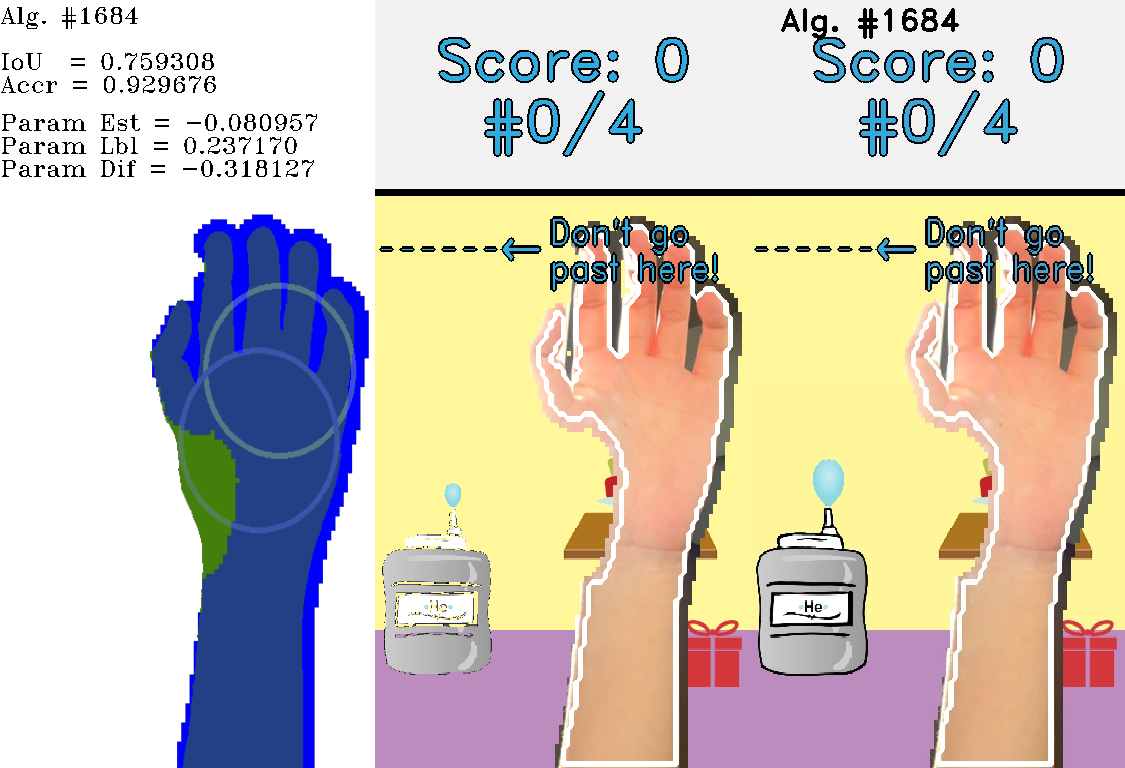 Alg. #1684
IoU = 0.759308
Accr = 0.929676
Param Est = -0.080957
Param Lbl = 0.237170
Param Dif = -0.318127
Score: 0
#0/4
Don't go
past here!
He
Alg. #1684
Score: 0
#0/4
Don't go
past here!
He